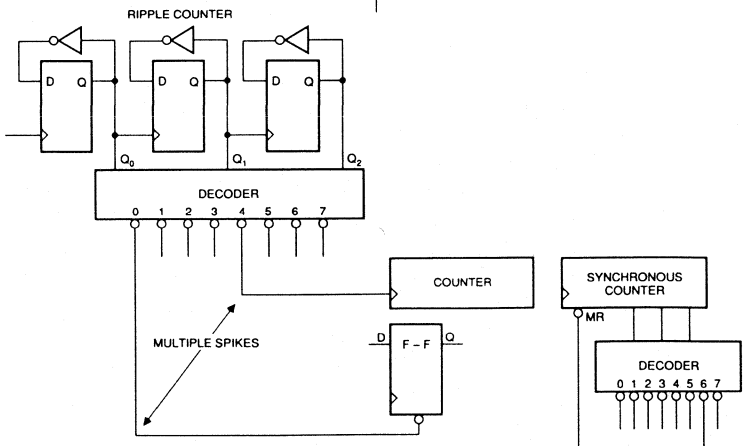 RIPPLE COUNTER
D Q
D Q
D Q
Q0 Q1 Q2
DECODER
0 1 2 3 4 5 6 7
COUNTER
MULTIPLE SPIKES
D F - F Q
SYNCHRONOUS
COUNTER
MR
DECODER
0 1 2 3 4 5 6 7